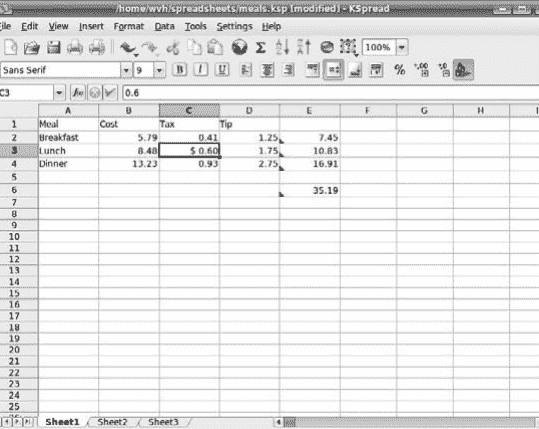 /home/wvh/spreadsheets/meals.ksp [modified] - KSpread
ile Edit View Insert Format Data Tools Settings Help
100%
Sans Serif 9 B I U % +.00 .00
C3 0.6
A B C D E F G H
1 Meal Cost Tax Tip
2 Breakfast 5.79 0.41 1.25 7.45
3 Lunch 8.48 $ 0.60 1.75 10.83
4 Dinner 13.23 0.93 2.75 16.91
5
6 35.19
7
8
9
10
11
12
13
14
15
16
17
18
19
20
21
22
23
24
25
Sheet1 Sheet2 Sheet3